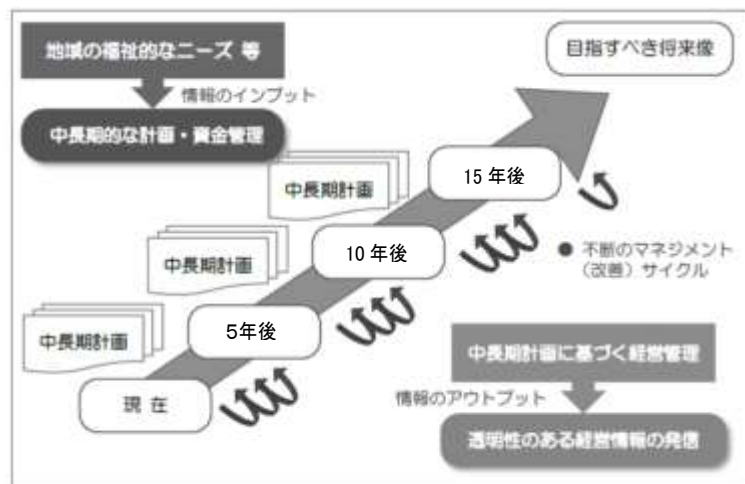 地域の福祉的なニーズ 等
情報のインプット
中長期的な計画・資金管理
目指すべき将来像
15年後
中長期計画
10年後
中長期計画
● 不断のマネジメント
（改善）サイクル
5年後
中長期計画
現 在
中長期計画に基づく経営管理
情報のアウトプット
透明性のある経営情報の発信